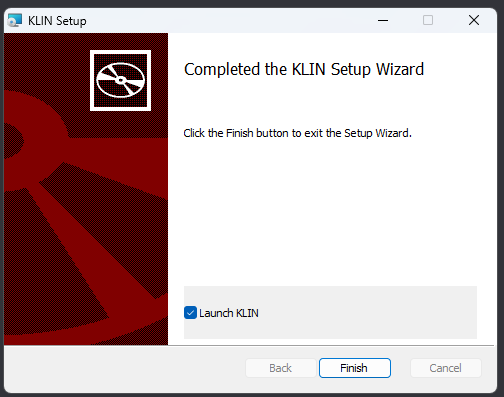 KLIN Setup
Completed the KLIN Setup Wizard
Click the Finish button to exit the Setup Wizard.
Launch KLIN
Back Finish Cancel